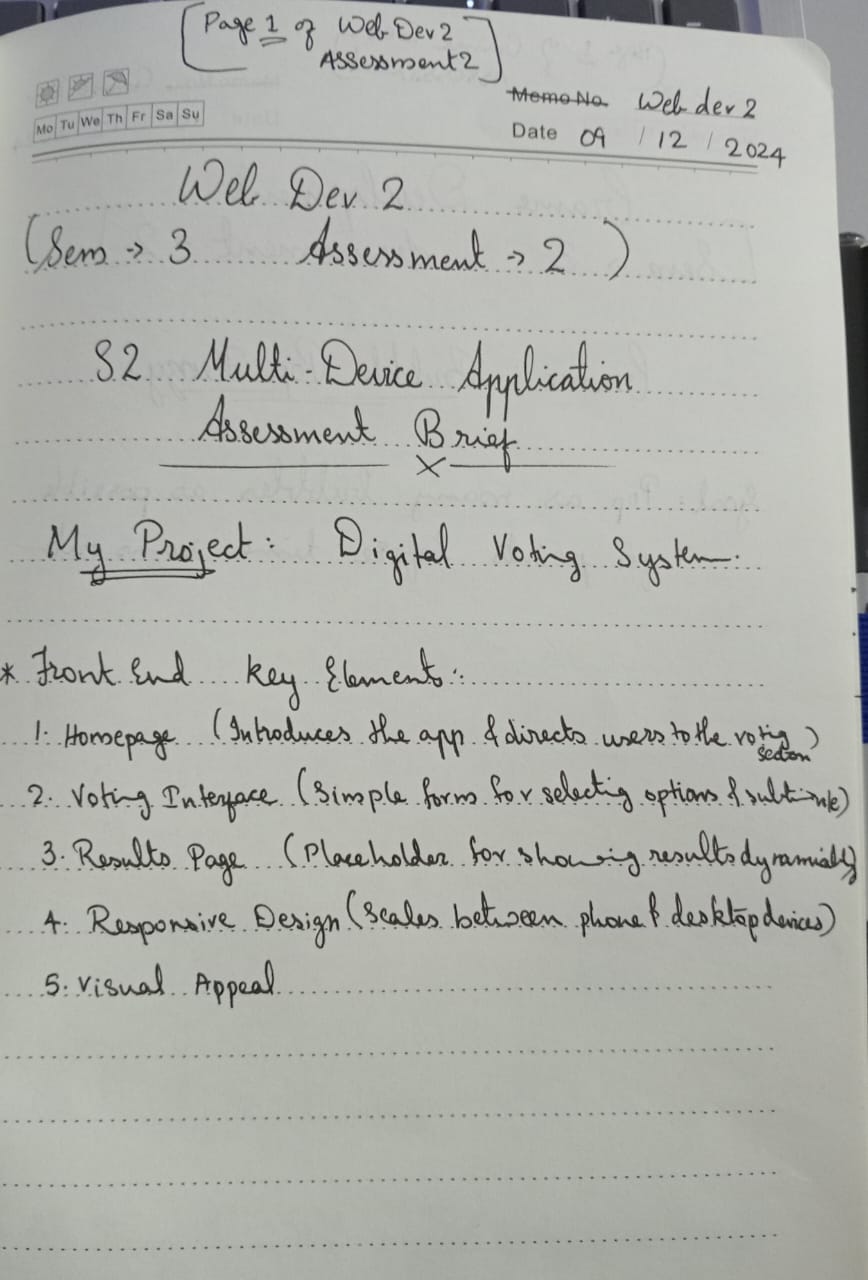 [Page 1 of Web Dev 2
Assessment 2]
Memo No. Web dev 2
Mo Tu We Th Fr Sa Su
Date 09 / 12 / 2024
Web Dev 2
(Sem → 3 Assessment → 2)
S2 Multi-Device Application
Assessment Brief
x
My Project: Digital Voting System.
* Front End Key Elements:
1. Homepage (Introduces the app & directs users to the voting section)
2. Voting Interface (Simple form for selecting options & submit)
3. Results Page (Placeholder for showing results dynamically)
4. Responsive Design (Scales between phone & desktop devices)
5. Visual Appeal